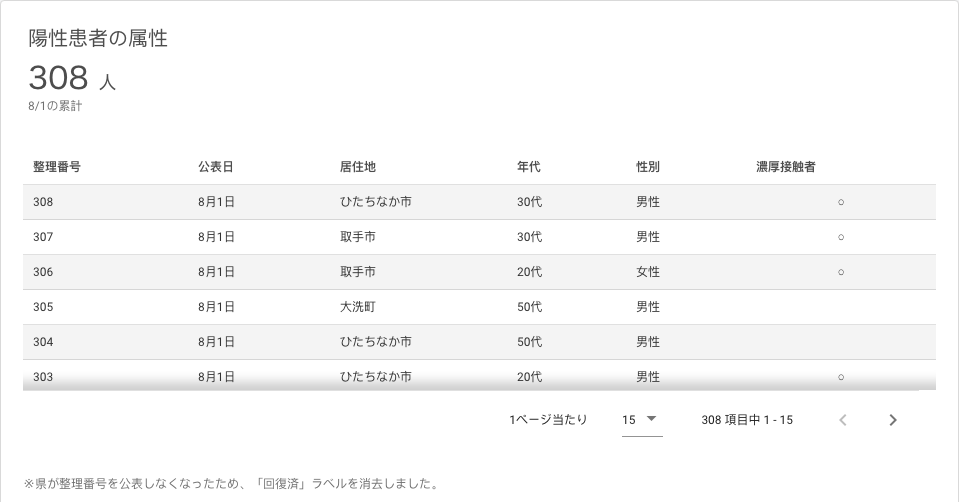 陽性患者の属性
308 人
8/1の累計
整理番号 公表日 居住地 年代 性別 濃厚接触者
308 8月1日 ひたちなか市 30代 男性 ○
307 8月1日 取手市 30代 男性 ○
306 8月1日 取手市 20代 女性 ○
305 8月1日 大洗町 50代 男性
304 8月1日 ひたちなか市 50代 男性
303 8月1日 ひたちなか市 20代 男性 ○
1ページ当たり 15 308 項目中 1 - 15
※県が整理番号を公表しなくなったため、「回復済」ラベルを消去しました。